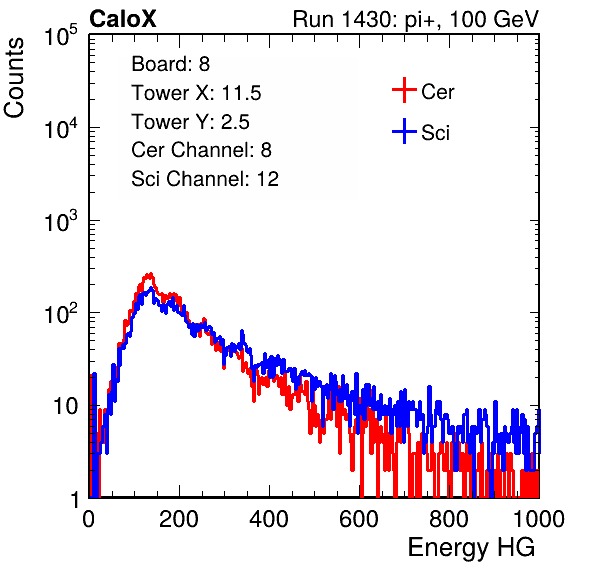 CaloX Run 1430: pi+, 100 GeV
Counts
Board: 8
Tower X: 11.5
Tower Y: 2.5
Cer Channel: 8
Sci Channel: 12
Cer
Sci
10^5
10^4
10^3
10^2
10
1
0 200 400 600 800 1000
Energy HG